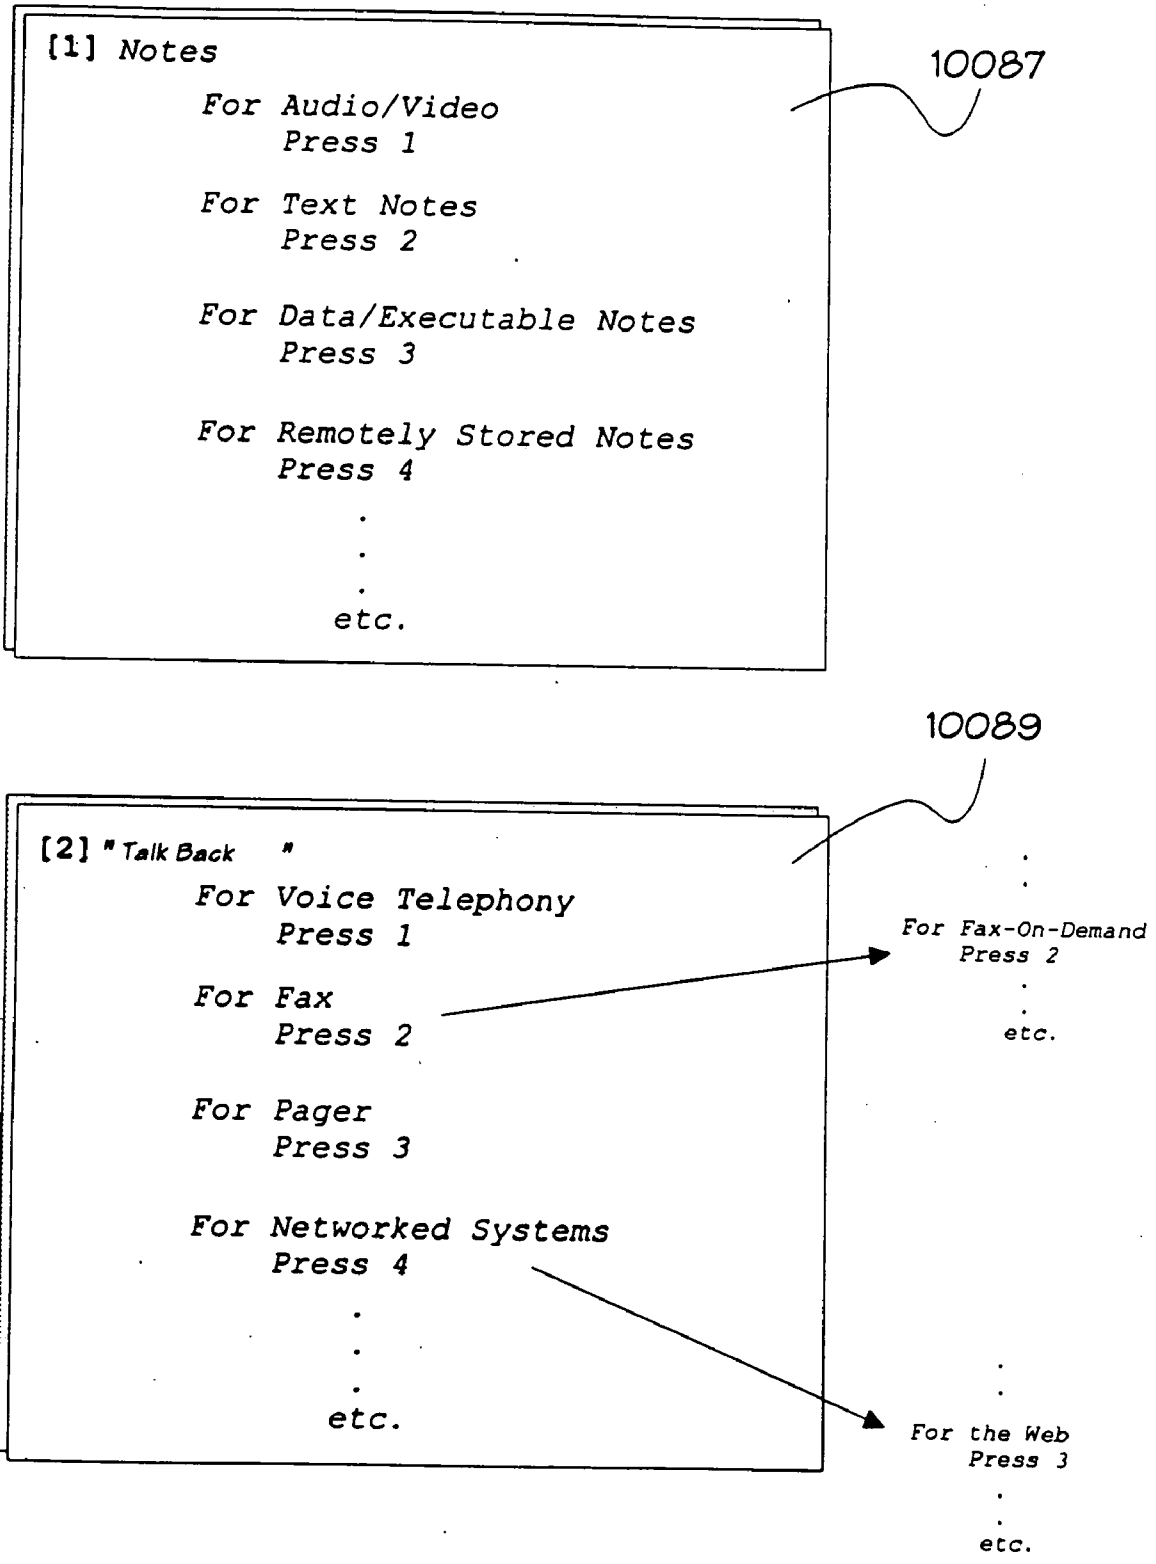 [1] Notes
10087
For Audio/Video
Press 1
For Text Notes
Press 2
For Data/Executable Notes
Press 3
For Remotely Stored Notes
Press 4
.
.
.
etc.
10089
[2] "Talk Back "
For Voice Telephony
Press 1
For Fax
Press 2
For Pager
Press 3
For Networked Systems
Press 4
.
.
.
etc.
.
.
For Fax-On-Demand
Press 2
.
.
etc.
.
.
For the Web
Press 3
.
.
etc.